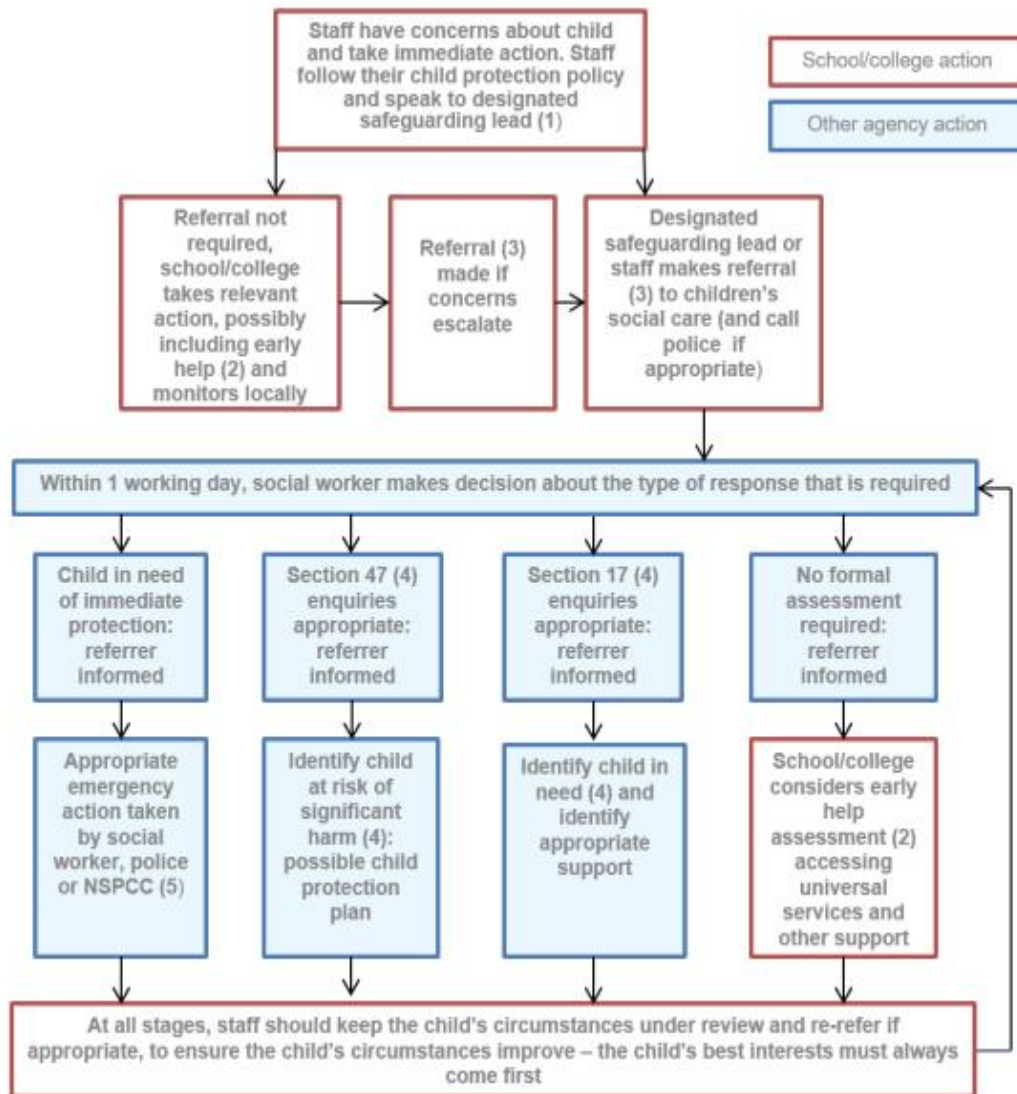 Staff have concerns about child
and take immediate action. Staff
follow their child protection policy
and speak to designated
safeguarding lead (1)
School/college action
Other agency action
Referral not
required,
school/college
takes relevant
action, possibly
including early
help (2) and
monitors locally
Referral (3)
made if
concerns
escalate
Designated
safeguarding lead or
staff makes referral
(3) to children’s
social care (and call
police if
appropriate)
Within 1 working day, social worker makes decision about the type of response that is required
Child in need
of immediate
protection:
referrer
informed
Section 47 (4)
enquiries
appropriate:
referrer
informed
Section 17 (4)
enquiries
appropriate:
referrer
informed
No formal
assessment
required:
referrer
informed
Appropriate
emergency
action taken
by social
worker, police
or NSPCC (5)
Identify child
at risk of
significant
harm (4):
possible child
protection
plan
Identify child in
need (4) and
identify
appropriate
support
School/college
considers early
help
assessment (2)
accessing
universal
services and
other support
At all stages, staff should keep the child’s circumstances under review and re-refer if
appropriate, to ensure the child’s circumstances improve – the child’s best interests must always
come first